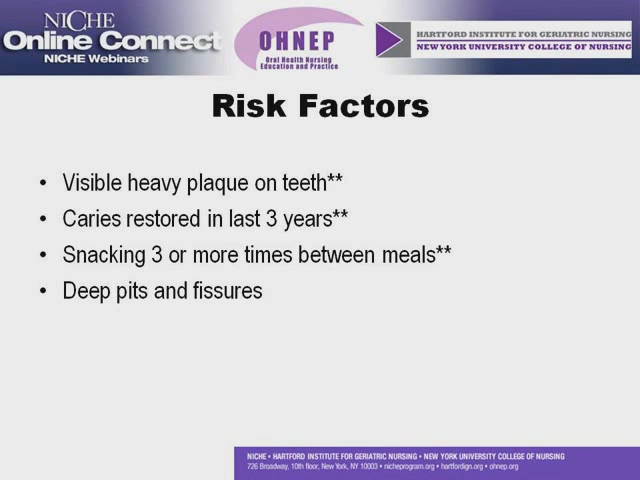 NICHE
Online Connect
NICHE Webinars
OHNEP
Oral Health Nursing
Education and Practice
HARTFORD INSTITUTE FOR GERIATRIC NURSING
NEW YORK UNIVERSITY COLLEGE OF NURSING
Risk Factors
• Visible heavy plaque on teeth**
• Caries restored in last 3 years**
• Snacking 3 or more times between meals**
• Deep pits and fissures
NICHE • HARTFORD INSTITUTE FOR GERIATRIC NURSING • NEW YORK UNIVERSITY COLLEGE OF NURSING
726 Broadway, 10th floor, New York, NY 10003 • nicheprogram.org • hartfordign.org • ohnep.org